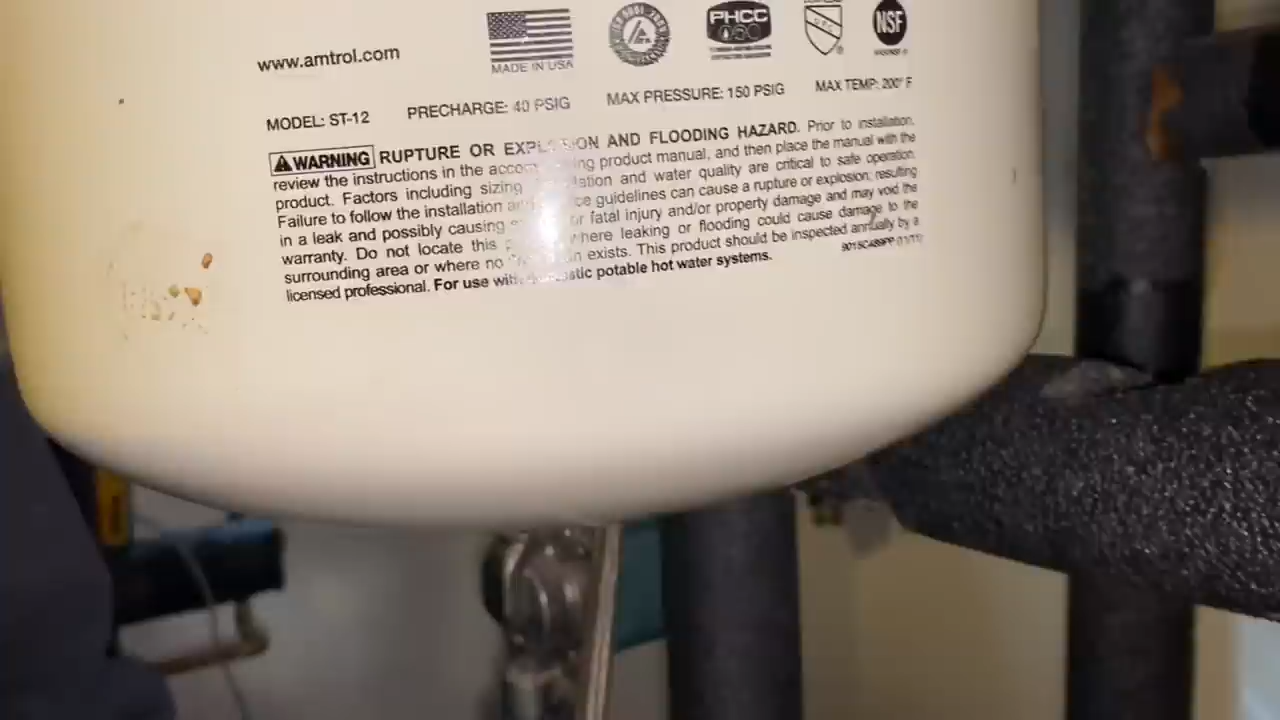 www.amtrol.com
MADE IN USA
PHCC
NSF
MODEL: ST-12 PRECHARGE: 40 PSIG MAX PRESSURE: 150 PSIG MAX TEMP: 200° F
WARNING RUPTURE OR EXPLOSION AND FLOODING HAZARD. Prior to installation,
review the instructions in the product manual, and then place the manual with the
product. Factors including sizing and water quality are critical to safe operation.
Failure to follow the installation guidelines can cause a rupture or explosion, resulting
in a leak and possibly causing or fatal injury and/or property damage and may void the
warranty. Do not locate this where leaking or flooding could cause damage to the
surrounding area or where no exists. This product should be inspected annually by a
licensed professional. For use with potable hot water systems.